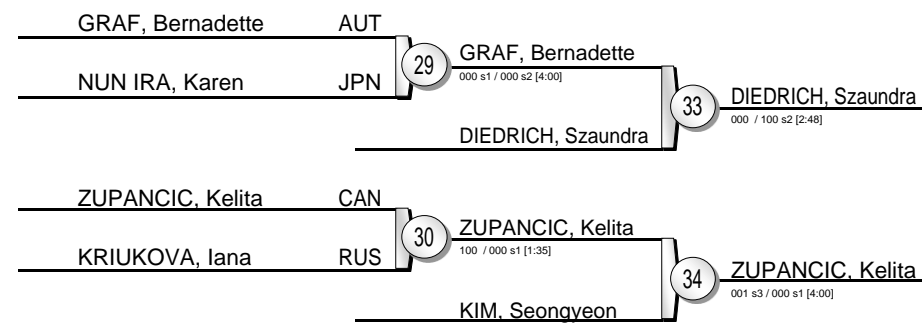 GRAF, Bernadette AUT
NUN IRA, Karen JPN
29
GRAF, Bernadette
000 s1 / 000 s2 [4:00]
DIEDRICH, Szaundra
33
DIEDRICH, Szaundra
000 / 100 s2 [2:48]
ZUPANCIC, Kelita CAN
KRIUKOVA, Iana RUS
30
ZUPANCIC, Kelita
100 / 000 s1 [1:35]
KIM, Seongyeon
34
ZUPANCIC, Kelita
001 s3 / 000 s1 [4:00]